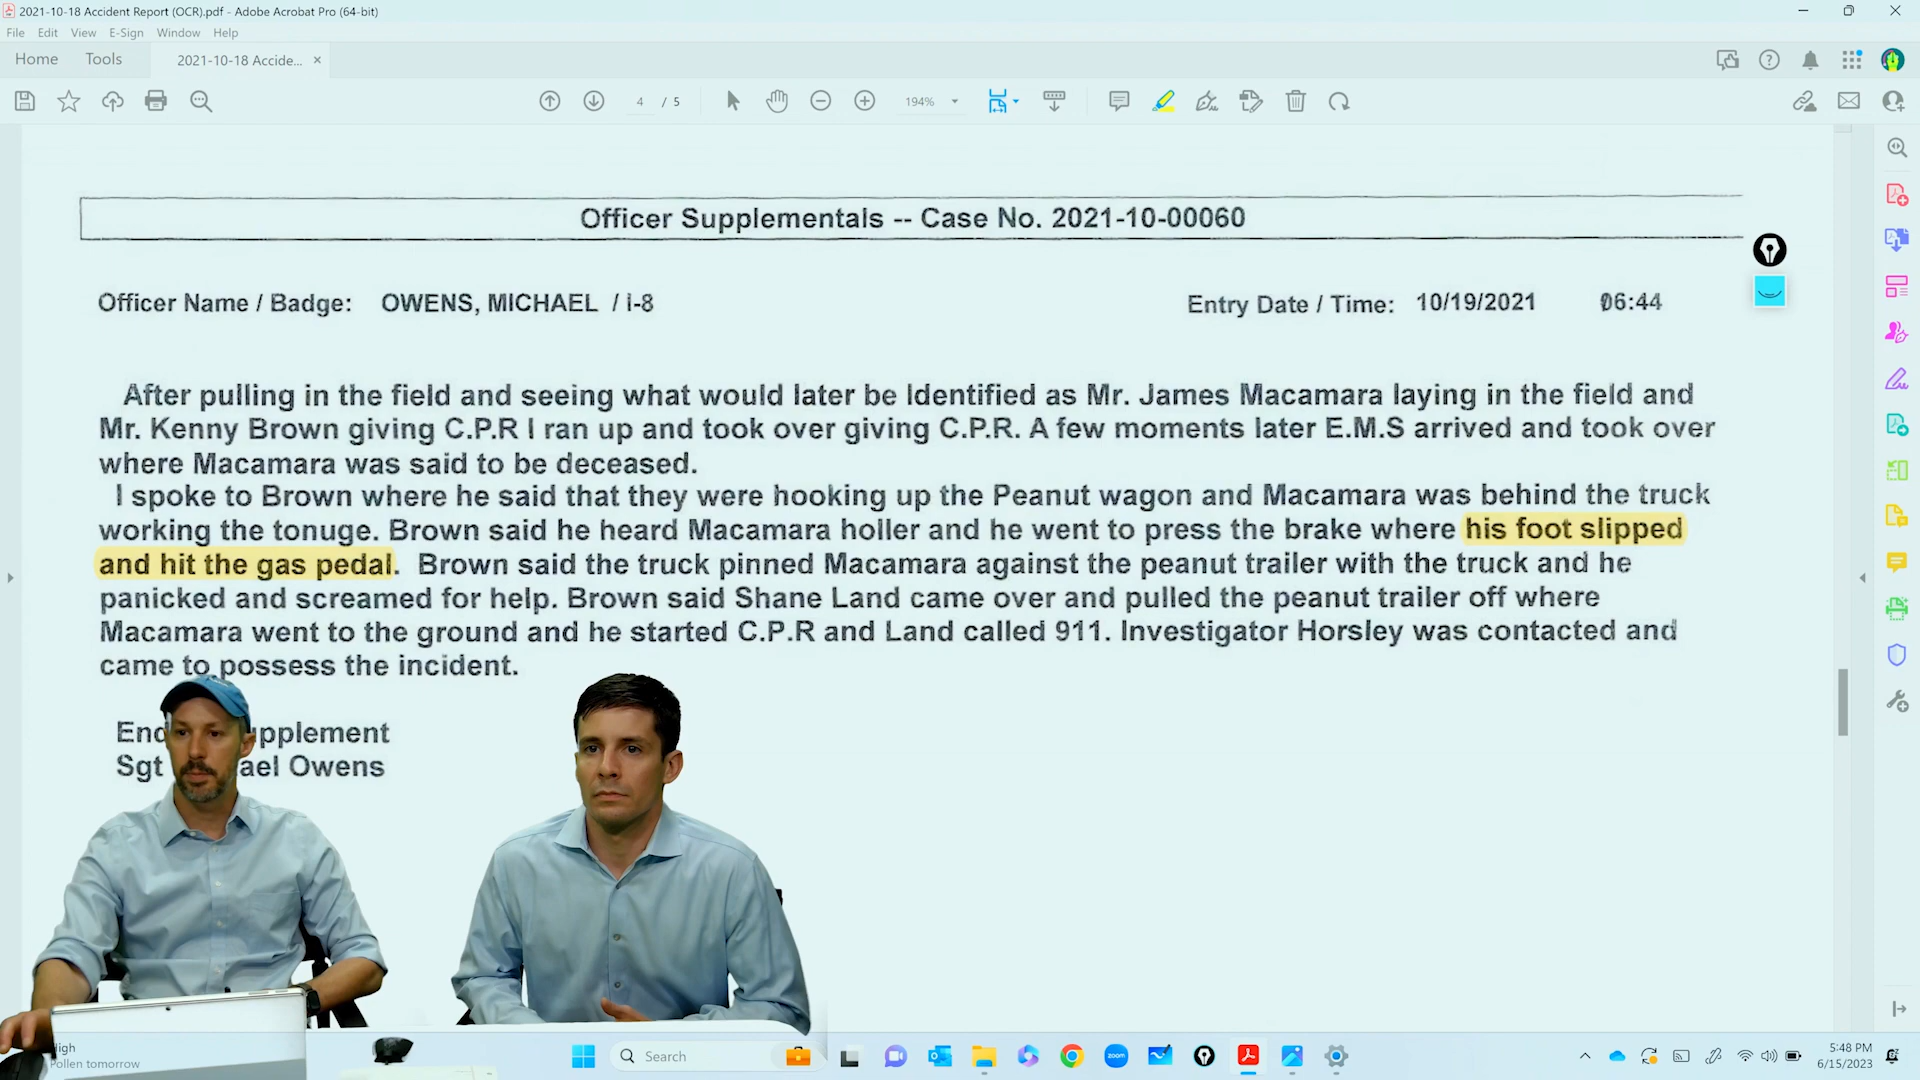 2021-10-18 Accident Report (OCR).pdf - Adobe Acrobat Pro (64-bit)
File Edit View E-Sign Window Help
Home Tools 2021-10-18 Accide... ×
4 / 5 194%
Officer Supplementals -- Case No. 2021-10-00060
Officer Name / Badge: OWENS, MICHAEL / I-8 Entry Date / Time: 10/19/2021 06:44
After pulling in the field and seeing what would later be Identified as Mr. James Macamara laying in the field and
Mr. Kenny Brown giving C.P.R I ran up and took over giving C.P.R. A few moments later E.M.S arrived and took over
where Macamara was said to be deceased.
I spoke to Brown where he said that they were hooking up the Peanut wagon and Macamara was behind the truck
working the tonuge. Brown said he heard Macamara holler and he went to press the brake where his foot slipped
and hit the gas pedal. Brown said the truck pinned Macamara against the peanut trailer with the truck and he
panicked and screamed for help. Brown said Shane Land came over and pulled the peanut trailer off where
Macamara went to the ground and he started C.P.R and Land called 911. Investigator Horsley was contacted and
came to possess the incident.
End pplement
Sgt ael Owens
High
Pollen tomorrow
Search
zoom
5:48 PM
6/15/2023